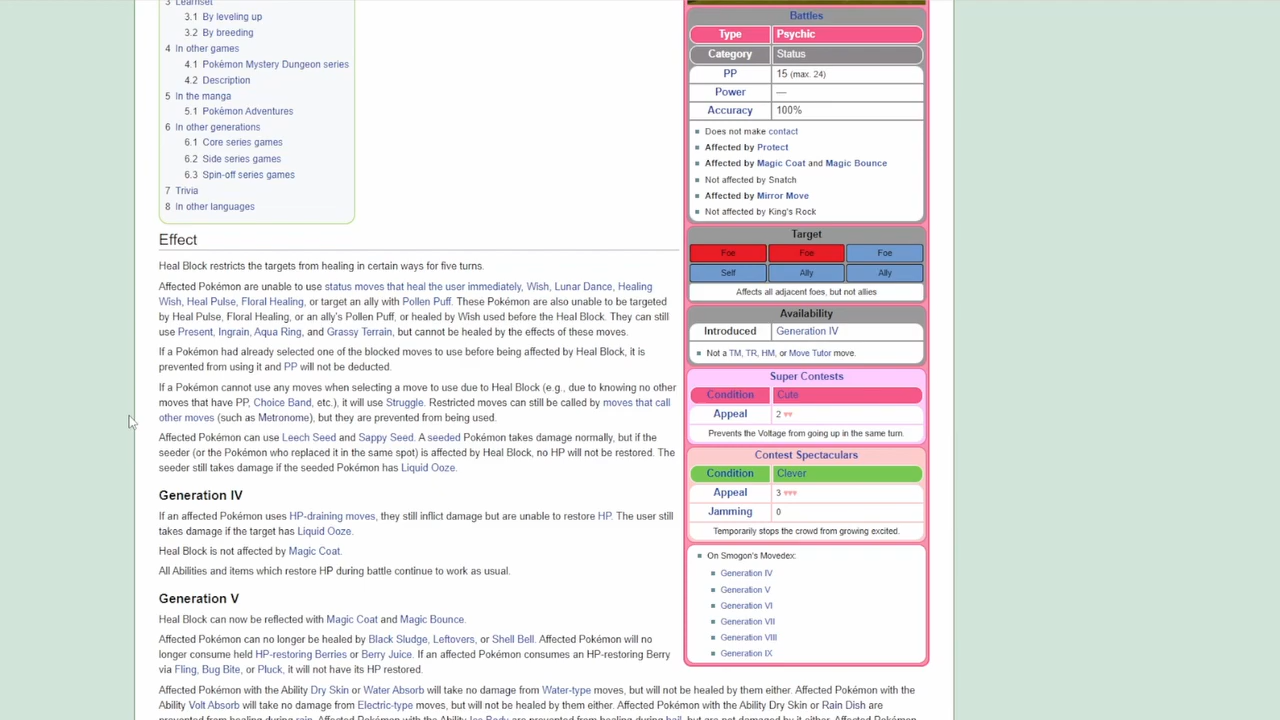 3 Learnset
3.1 By leveling up
3.2 By breeding
4 In other games
4.1 Pokémon Mystery Dungeon series
4.2 Description
5 In the manga
5.1 Pokémon Adventures
6 In other generations
6.1 Core series games
6.2 Side series games
6.3 Spin-off series games
7 Trivia
8 In other languages
Effect
Heal Block restricts the targets from healing in certain ways for five turns.
Affected Pokémon are unable to use status moves that heal the user immediately, Wish, Lunar Dance, Healing
Wish, Heal Pulse, Floral Healing, or target an ally with Pollen Puff. These Pokémon are also unable to be targeted
by Heal Pulse, Floral Healing, or an ally's Pollen Puff, or healed by Wish used before the Heal Block. They can still
use Present, Ingrain, Aqua Ring, and Grassy Terrain, but cannot be healed by the effects of these moves.
If a Pokémon had already selected one of the blocked moves to use before being affected by Heal Block, it is
prevented from using it and PP will not be deducted.
If a Pokémon cannot use any moves when selecting a move to use due to Heal Block (e.g., due to knowing no other
moves that have PP, Choice Band, etc.), it will use Struggle. Restricted moves can still be called by moves that call
other moves (such as Metronome), but they are prevented from being used.
Affected Pokémon can use Leech Seed and Sappy Seed. A seeded Pokémon takes damage normally, but if the
seeder (or the Pokémon who replaced it in the same spot) is affected by Heal Block, no HP will not be restored. The
seeder still takes damage if the seeded Pokémon has Liquid Ooze.
Generation IV
If an affected Pokémon uses HP-draining moves, they still inflict damage but are unable to restore HP. The user still
takes damage if the target has Liquid Ooze.
Heal Block is not affected by Magic Coat.
All Abilities and items which restore HP during battle continue to work as usual.
Generation V
Heal Block can now be reflected with Magic Coat and Magic Bounce.
Affected Pokémon can no longer be healed by Black Sludge, Leftovers, or Shell Bell. Affected Pokémon will no
longer consume held HP-restoring Berries or Berry Juice. If an affected Pokémon consumes an HP-restoring Berry
via Fling, Bug Bite, or Pluck, it will not have its HP restored.
Affected Pokémon with the Ability Dry Skin or Water Absorb will take no damage from Water-type moves, but will not be healed by them either. Affected Pokémon with the
Ability Volt Absorb will take no damage from Electric-type moves, but will not be healed by them either. Affected Pokémon with the Ability Dry Skin or Rain Dish are
prevented from healing during rain. Affected Pokémon with the Ability Ice Body are prevented from healing during hail, but are not damaged by it either. Affected Pokémon
Battles
Type Psychic
Category Status
PP 15 (max. 24)
Power —
Accuracy 100%
Does not make contact
Affected by Protect
Affected by Magic Coat and Magic Bounce
Not affected by Snatch
Affected by Mirror Move
Not affected by King's Rock
Target
Foe Foe Foe
Self Ally Ally
Affects all adjacent foes, but not allies
Availability
Introduced Generation IV
Not a TM, TR, HM, or Move Tutor move.
Super Contests
Condition Cute
Appeal 2 ♥♥
Prevents the Voltage from going up in the same turn.
Contest Spectaculars
Condition Clever
Appeal 3 ♥♥♥
Jamming 0
Temporarily stops the crowd from growing excited.
On Smogon's Movedex:
Generation IV
Generation V
Generation VI
Generation VII
Generation VIII
Generation IX